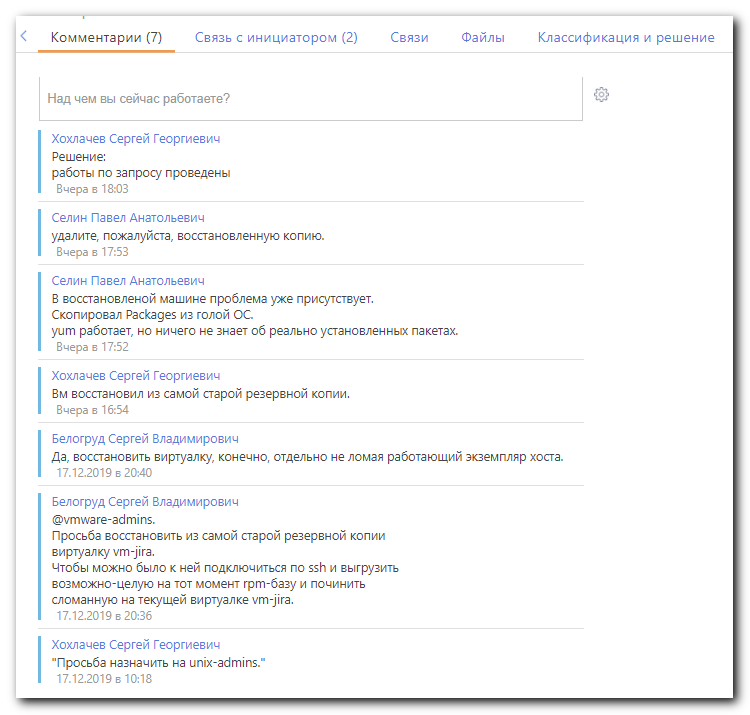 Комментарии (7) Связь с инициатором (2) Связи Файлы Классификация и решение
Над чем вы сейчас работаете?
Хохлачев Сергей Георгиевич
Решение:
работы по запросу проведены
Вчера в 18:03
Селин Павел Анатольевич
удалите, пожалуйста, восстановленную копию.
Вчера в 17:53
Селин Павел Анатольевич
В восстановленой машине проблема уже присутствует.
Скопировал Packages из голой ОС.
yum работает, но ничего не знает об реально установленных пакетах.
Вчера в 17:52
Хохлачев Сергей Георгиевич
Вм восстановил из самой старой резервной копии.
Вчера в 16:54
Белогруд Сергей Владимирович
Да, восстановить виртуалку, конечно, отдельно не ломая работающий экземпляр хоста.
17.12.2019 в 20:40
Белогруд Сергей Владимирович
@vmware-admins.
Просьба восстановить из самой старой резервной копии
виртуалку vm-jira.
Чтобы можно было к ней подключиться по ssh и выгрузить
возможно-целую на тот момент rpm-базу и починить
сломанную на текущей виртуалке vm-jira.
17.12.2019 в 20:36
Хохлачев Сергей Георгиевич
"Просьба назначить на unix-admins."
17.12.2019 в 10:18